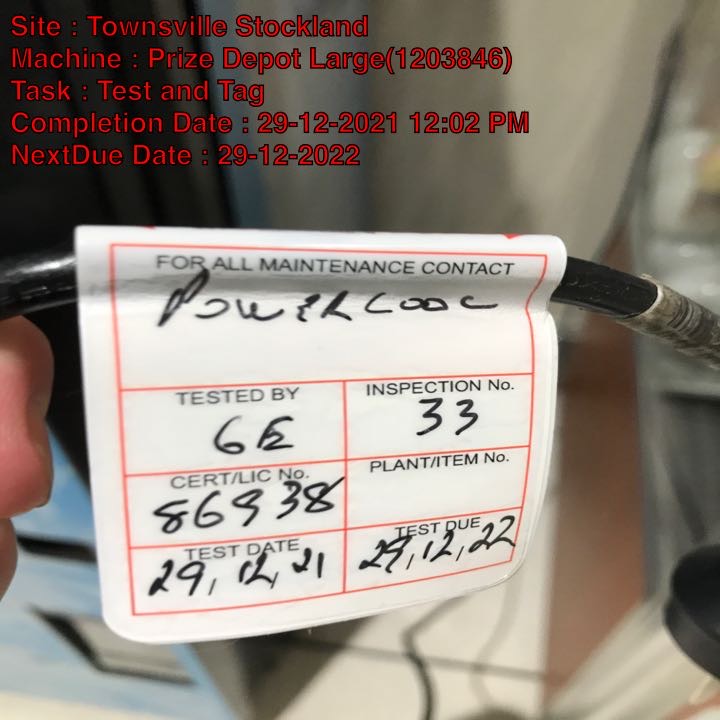 Site : Townsville Stockland
Machine : Prize Depot Large(1203846)
Task : Test and Tag
Completion Date : 29-12-2021 12:02 PM
NextDue Date : 29-12-2022
FOR ALL MAINTENANCE CONTACT
POWERCOOL
TESTED BY
GE
INSPECTION No.
33
CERT/LIC No.
86938
PLANT/ITEM No.
TEST DATE
29, 12, 21
TEST DUE
29, 12, 22